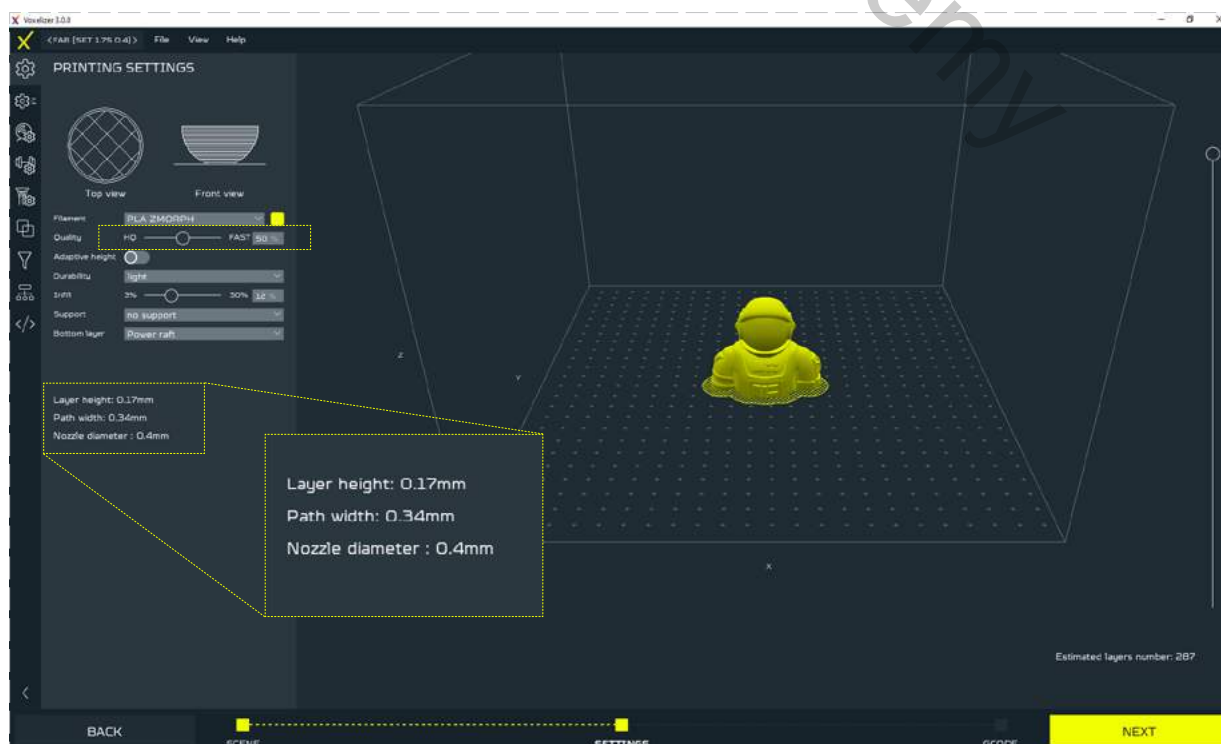 Voxelizer 3.0.0
<FAB [SET 1.75 0.4]> File View Help
PRINTING SETTINGS
Top view Front view
Filament PLA ZMORPH
Quality HQ FAST 50 %
Adaptive height
Durability light
Infill 3% 30% 12 %
Support no support
Bottom layer Power raft
Layer height: 0.17mm
Path width: 0.34mm
Nozzle diameter : 0.4mm
Layer height: 0.17mm
Path width: 0.34mm
Nozzle diameter : 0.4mm
Z
Y
X
Estimated layers number: 287
BACK
SCENE
SETTINGS
GCODE
NEXT